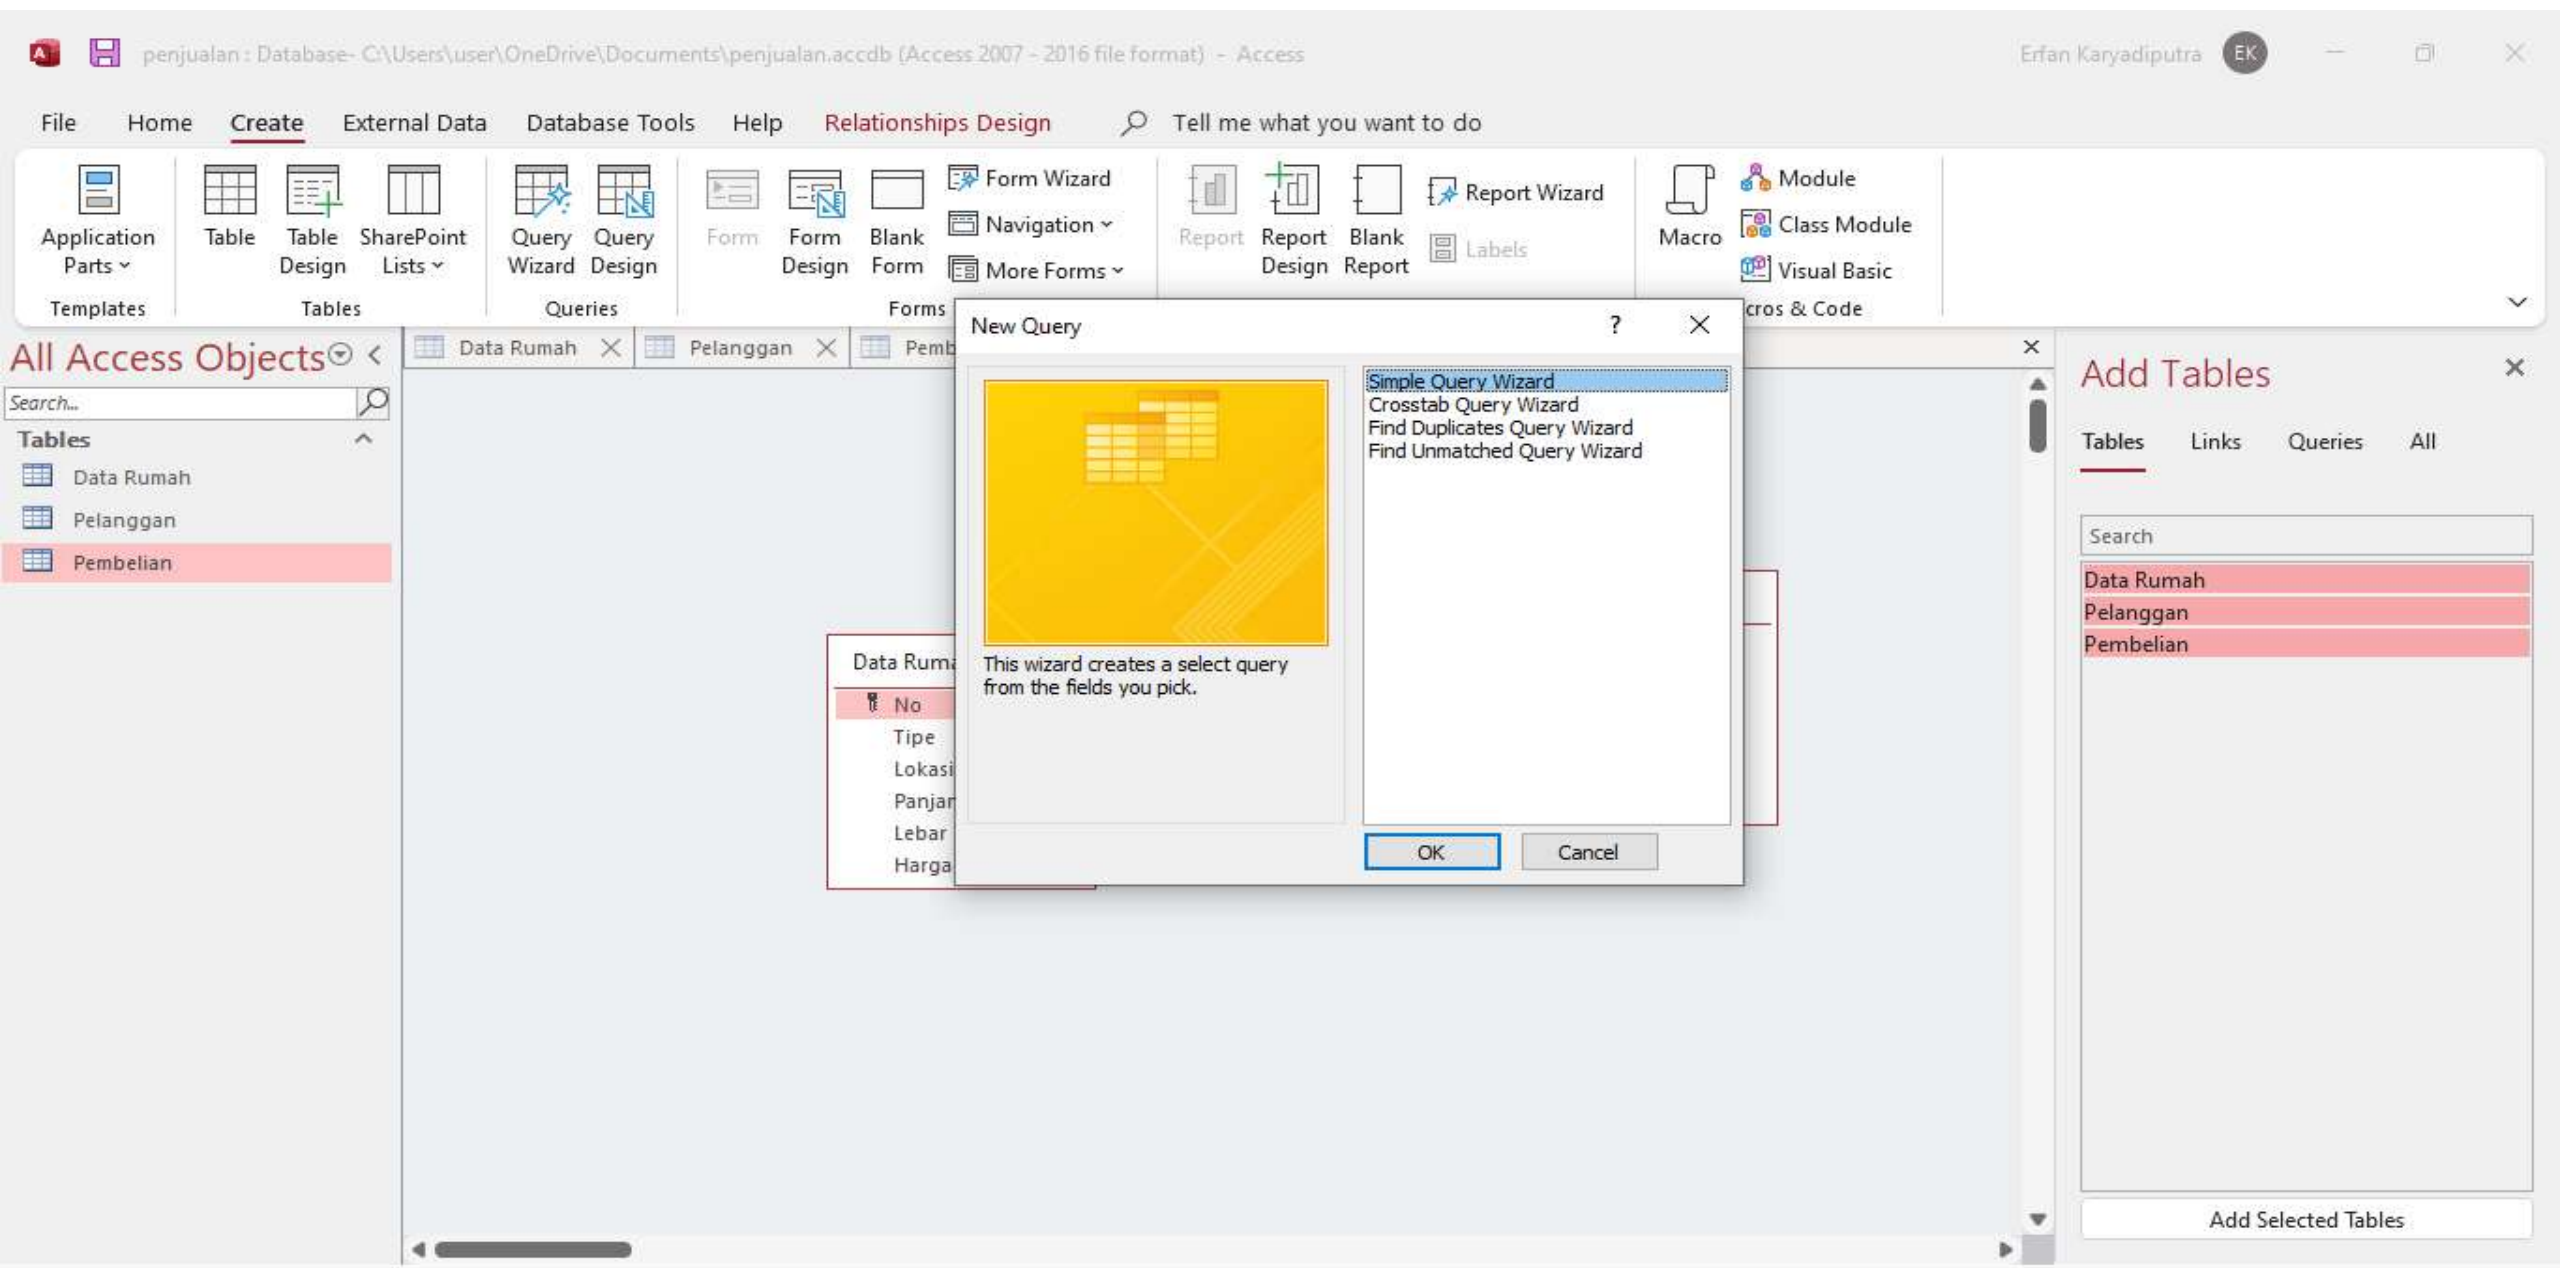 penjualan : Database- C:\Users\user\OneDrive\Documents\penjualan.accdb (Access 2007 - 2016 file format) - Access
Erfan Karyadiputra
EK
File
Home
Create
External Data
Database Tools
Help
Relationships Design
Tell me what you want to do
Application
Parts
Templates
Table
Table
Design
SharePoint
Lists
Tables
Query
Wizard
Query
Design
Queries
Form
Form
Design
Blank
Form
Form Wizard
Navigation
More Forms
Forms
Report
Report
Design
Blank
Report
Report Wizard
Labels
Macro
Module
Class Module
Visual Basic
cros & Code
All Access Objects
Search...
Tables
Data Rumah
Pelanggan
Pembelian
Data Rumah
Pelanggan
Pemb
Data Ruma
No
Tipe
Lokasi
Panjan
Lebar
Harga
New Query
?
This wizard creates a select query
from the fields you pick.
Simple Query Wizard
Crosstab Query Wizard
Find Duplicates Query Wizard
Find Unmatched Query Wizard
OK
Cancel
Add Tables
Tables
Links
Queries
All
Search
Data Rumah
Pelanggan
Pembelian
Add Selected Tables